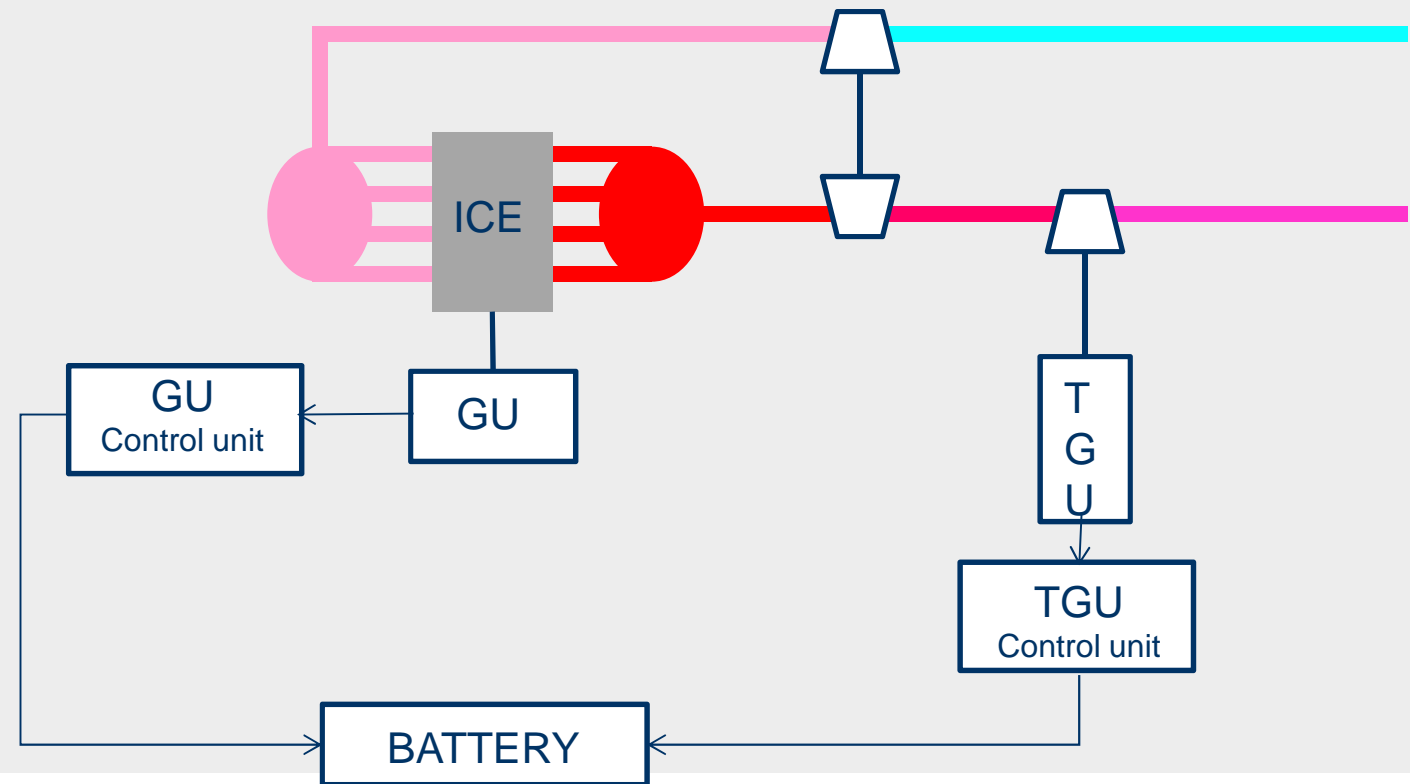 ICE
GU
Control unit
GU
T
G
U
TGU
Control unit
BATTERY